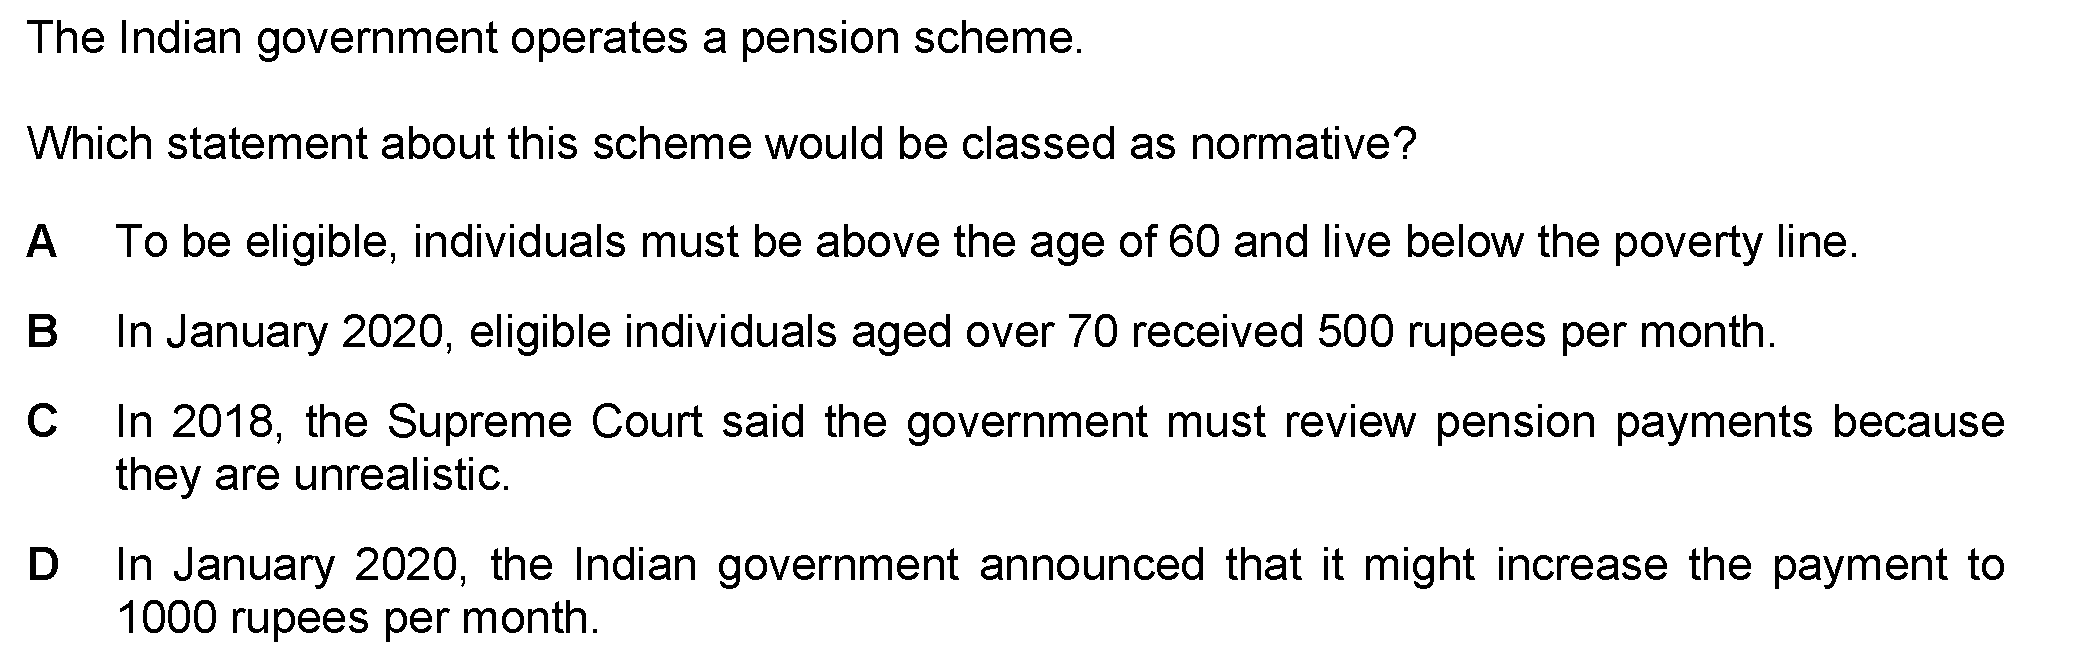 The Indian government operates a pension scheme.
Which statement about this scheme would be classed as normative?
A To be eligible, individuals must be above the age of 60 and live below the poverty line.
B In January 2020, eligible individuals aged over 70 received 500 rupees per month.
C In 2018, the Supreme Court said the government must review pension payments because
they are unrealistic.
D In January 2020, the Indian government announced that it might increase the payment to
1000 rupees per month.